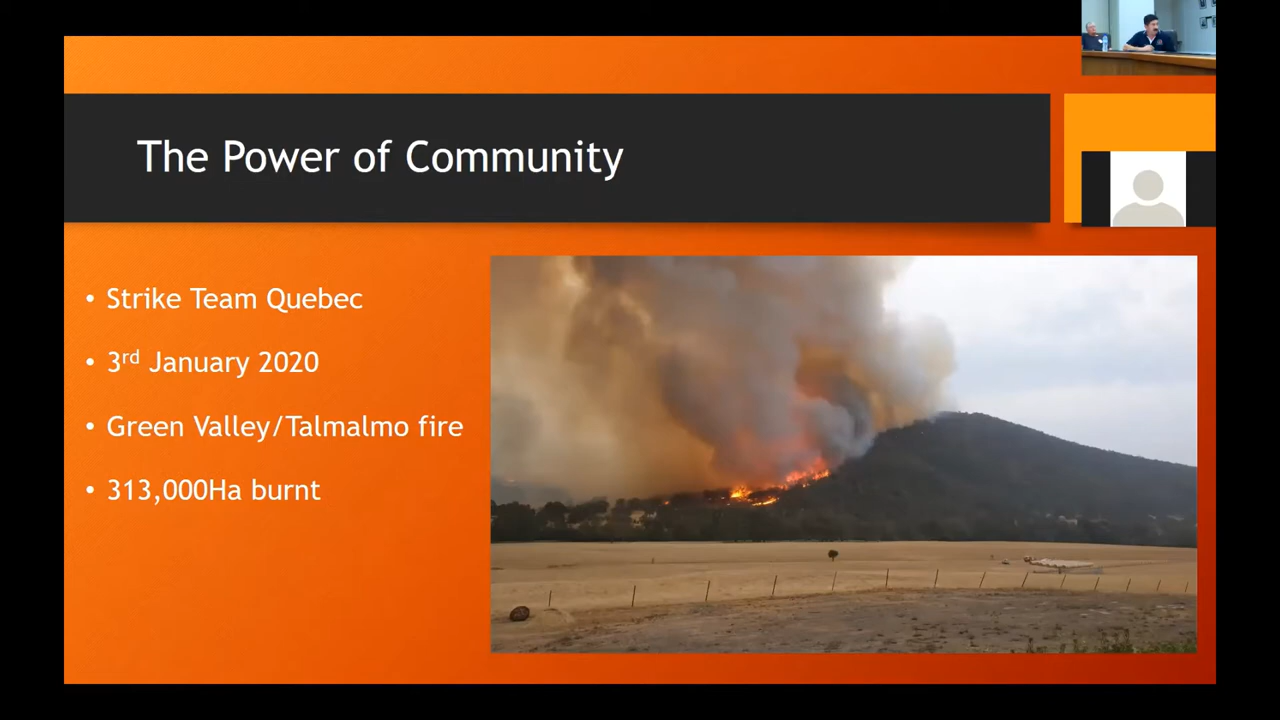 The Power of Community
• Strike Team Quebec
• 3rd January 2020
• Green Valley/Talmalmo fire
• 313,000Ha burnt